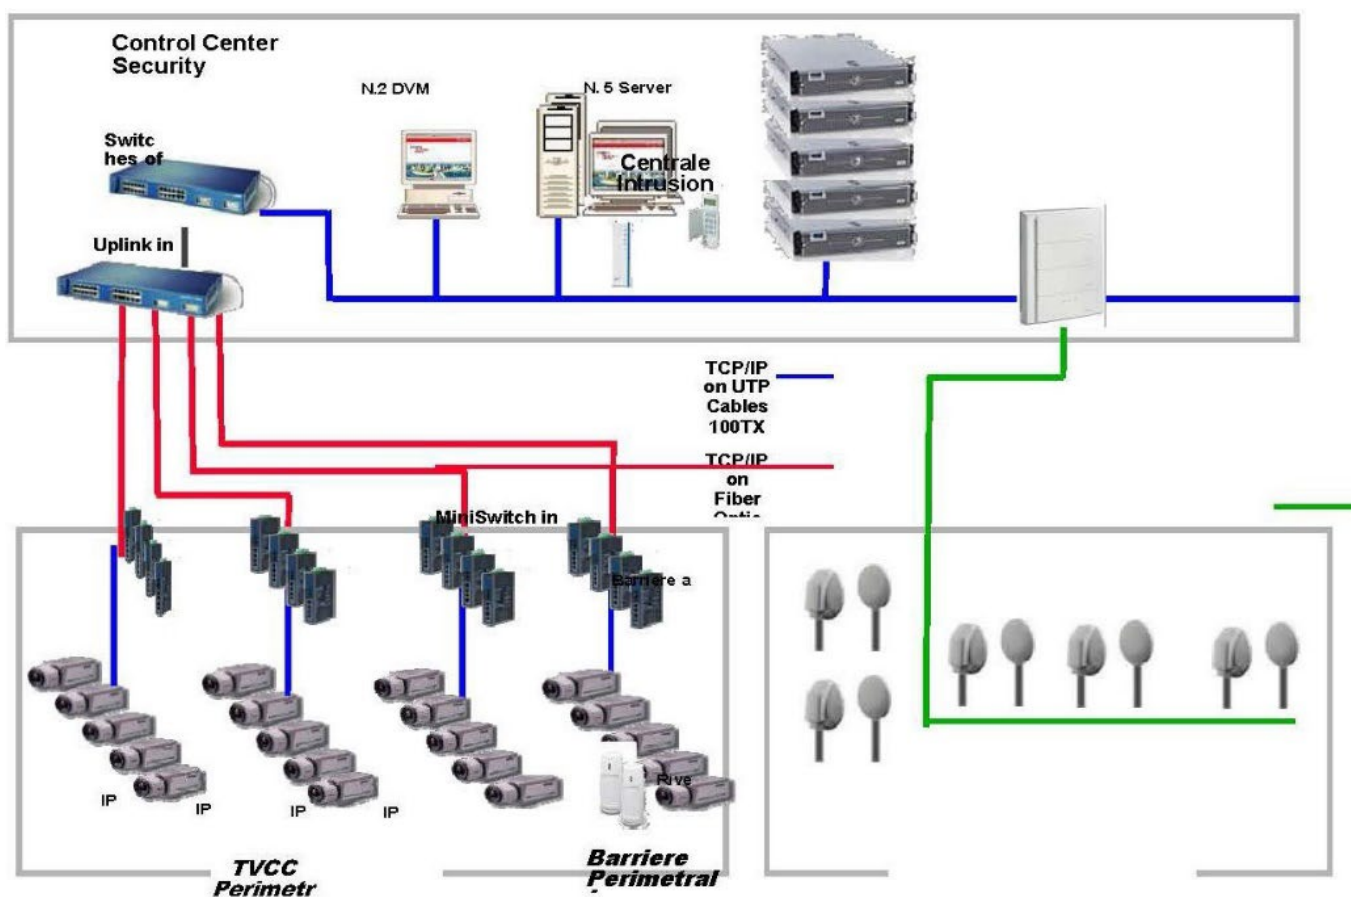 Control Center
Security
N.2 DVM
N. 5 Server
Switc
hes of
Centrale
Intrusion
Uplink in
TCP/IP
on UTP
Cables
100TX
TCP/IP
on
Fiber
Optic
MiniSwitch in
Barriere a
Rive
IP
IP
IP
IP
TVCC
Perimetr
Barriere
Perimetral